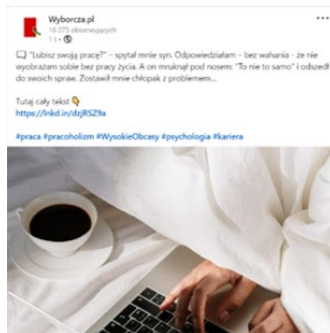 Wyborcza.pl
16 075 obserwujących
1 t •
"Lubisz swoją pracę?" – spytał mnie syn. Odpowiedziałam – bez wahania - że nie
wyobrażam sobie bez pracy życia. A on mruknął pod nosem: "To nie to samo" i odszedł
do swoich spraw. Zostawił mnie chłopak z problemem...
Tutaj cały tekst
https://lnkd.in/dzjRSZ9a
#praca #pracoholizm #WysokieObcasy #psychologia #kariera